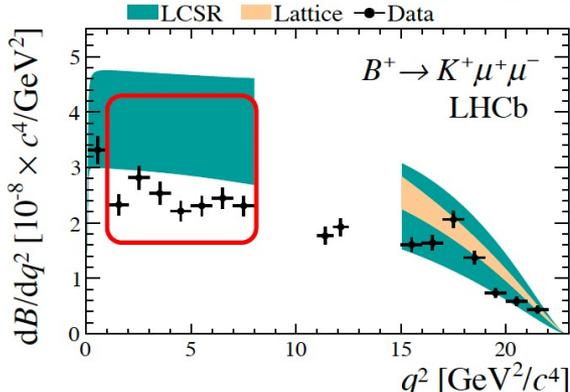 LCSR Lattice Data
B⁺→ K⁺μ⁺μ⁻
LHCb
dB/dq² [10⁻⁸ × c⁴/GeV²]
5
4
3
2
1
0
0 5 10 15 20
q² [GeV²/c⁴]